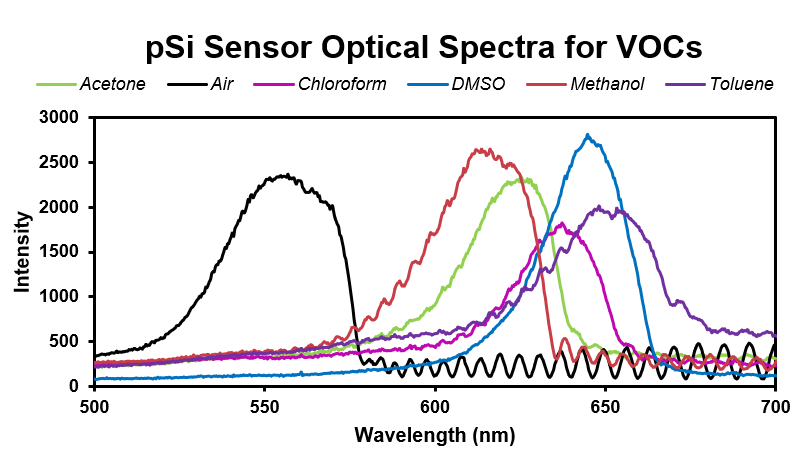 pSi Sensor Optical Spectra for VOCs
Acetone Air Chloroform DMSO Methanol Toluene
3000
2500
2000
1500
1000
500
0
Intensity
500 550 600 650 700
Wavelength (nm)